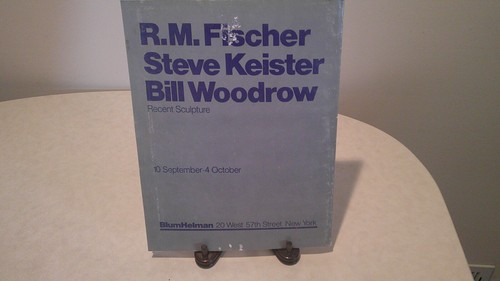 R.M. Fischer
Steve Keister
Bill Woodrow
Recent Sculpture
10 September-4 October
BlumHelman 20 West 57th Street New York